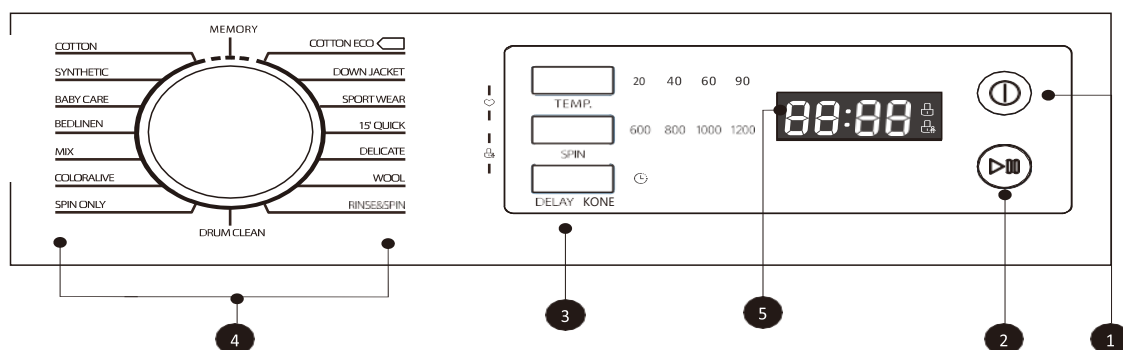 MEMORY
COTTON
SYNTHETIC
BABY CARE
BEDLINEN
MIX
COLORALIVE
SPIN ONLY
COTTON ECO
DOWN JACKET
SPORT WEAR
15' QUICK
DELICATE
WOOL
RINSE&SPIN
DRUM CLEAN
TEMP.
20 40 60 90
SPIN
600 800 1000 1200
DELAY KONE
88:88
4
3
5
2
1